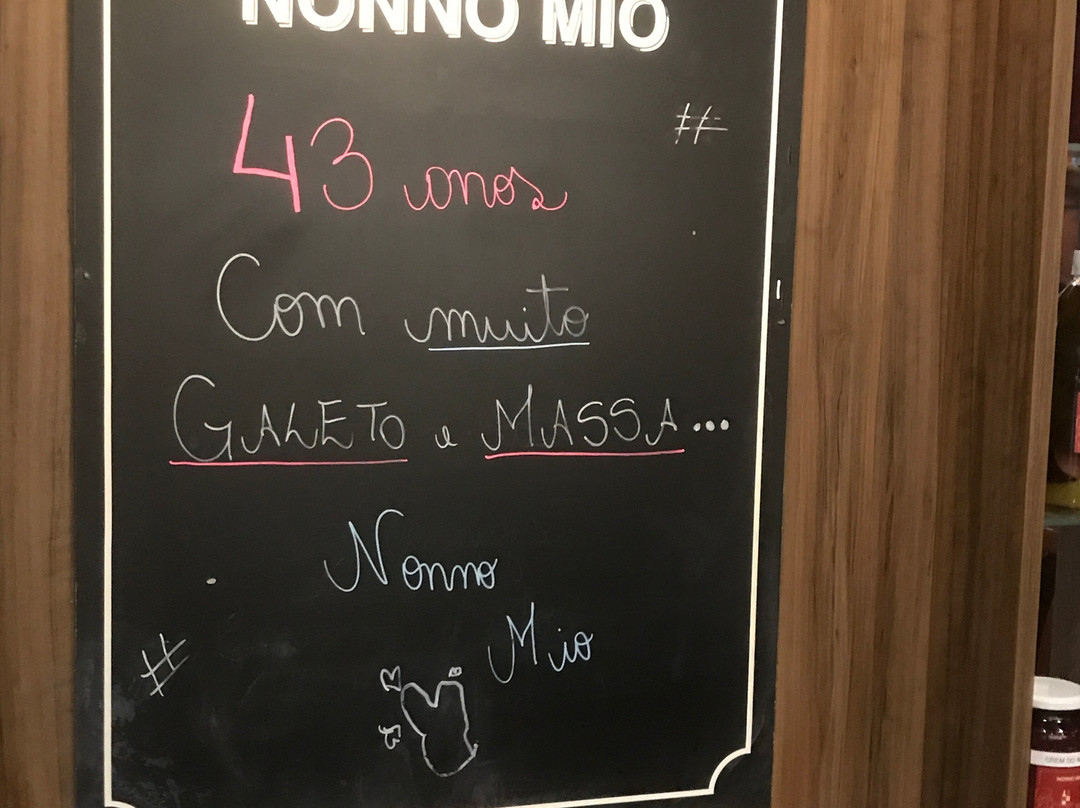 NONNO MIO
#
43 anos
Com muito
GALETO e MASSA...
Nonno
Mio
#